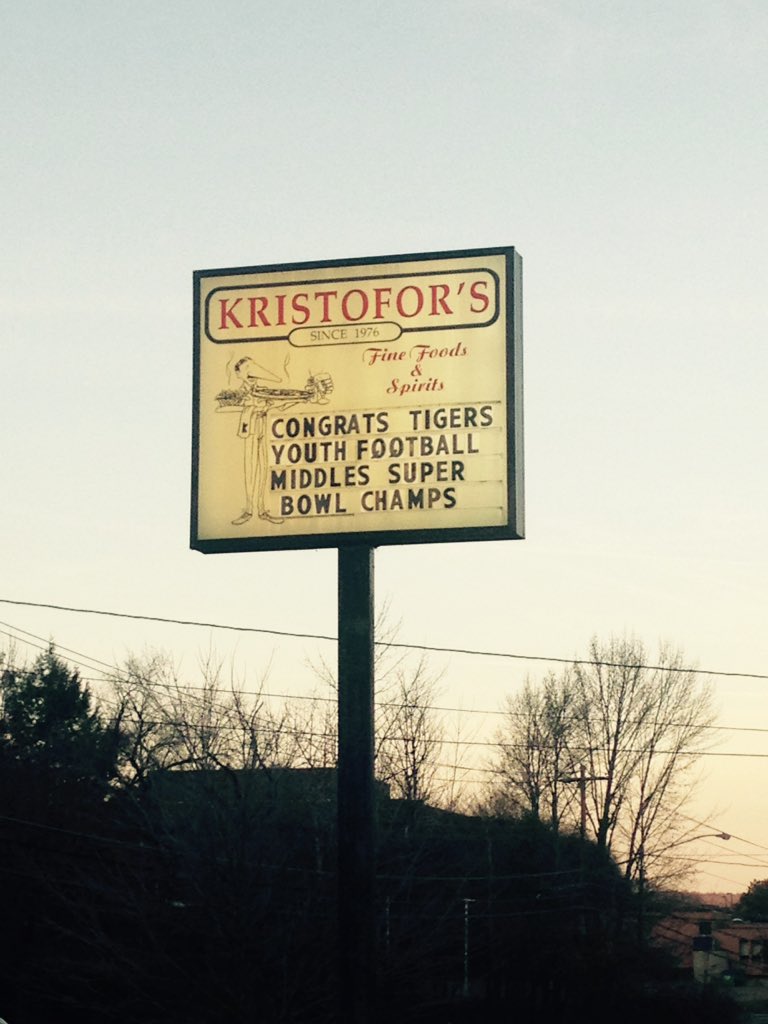 KRISTOFOR'S
SINCE 1976
Fine Foods
&
Spirits
CONGRATS TIGERS
YOUTH FOOTBALL
MIDDLES SUPER
BOWL CHAMPS